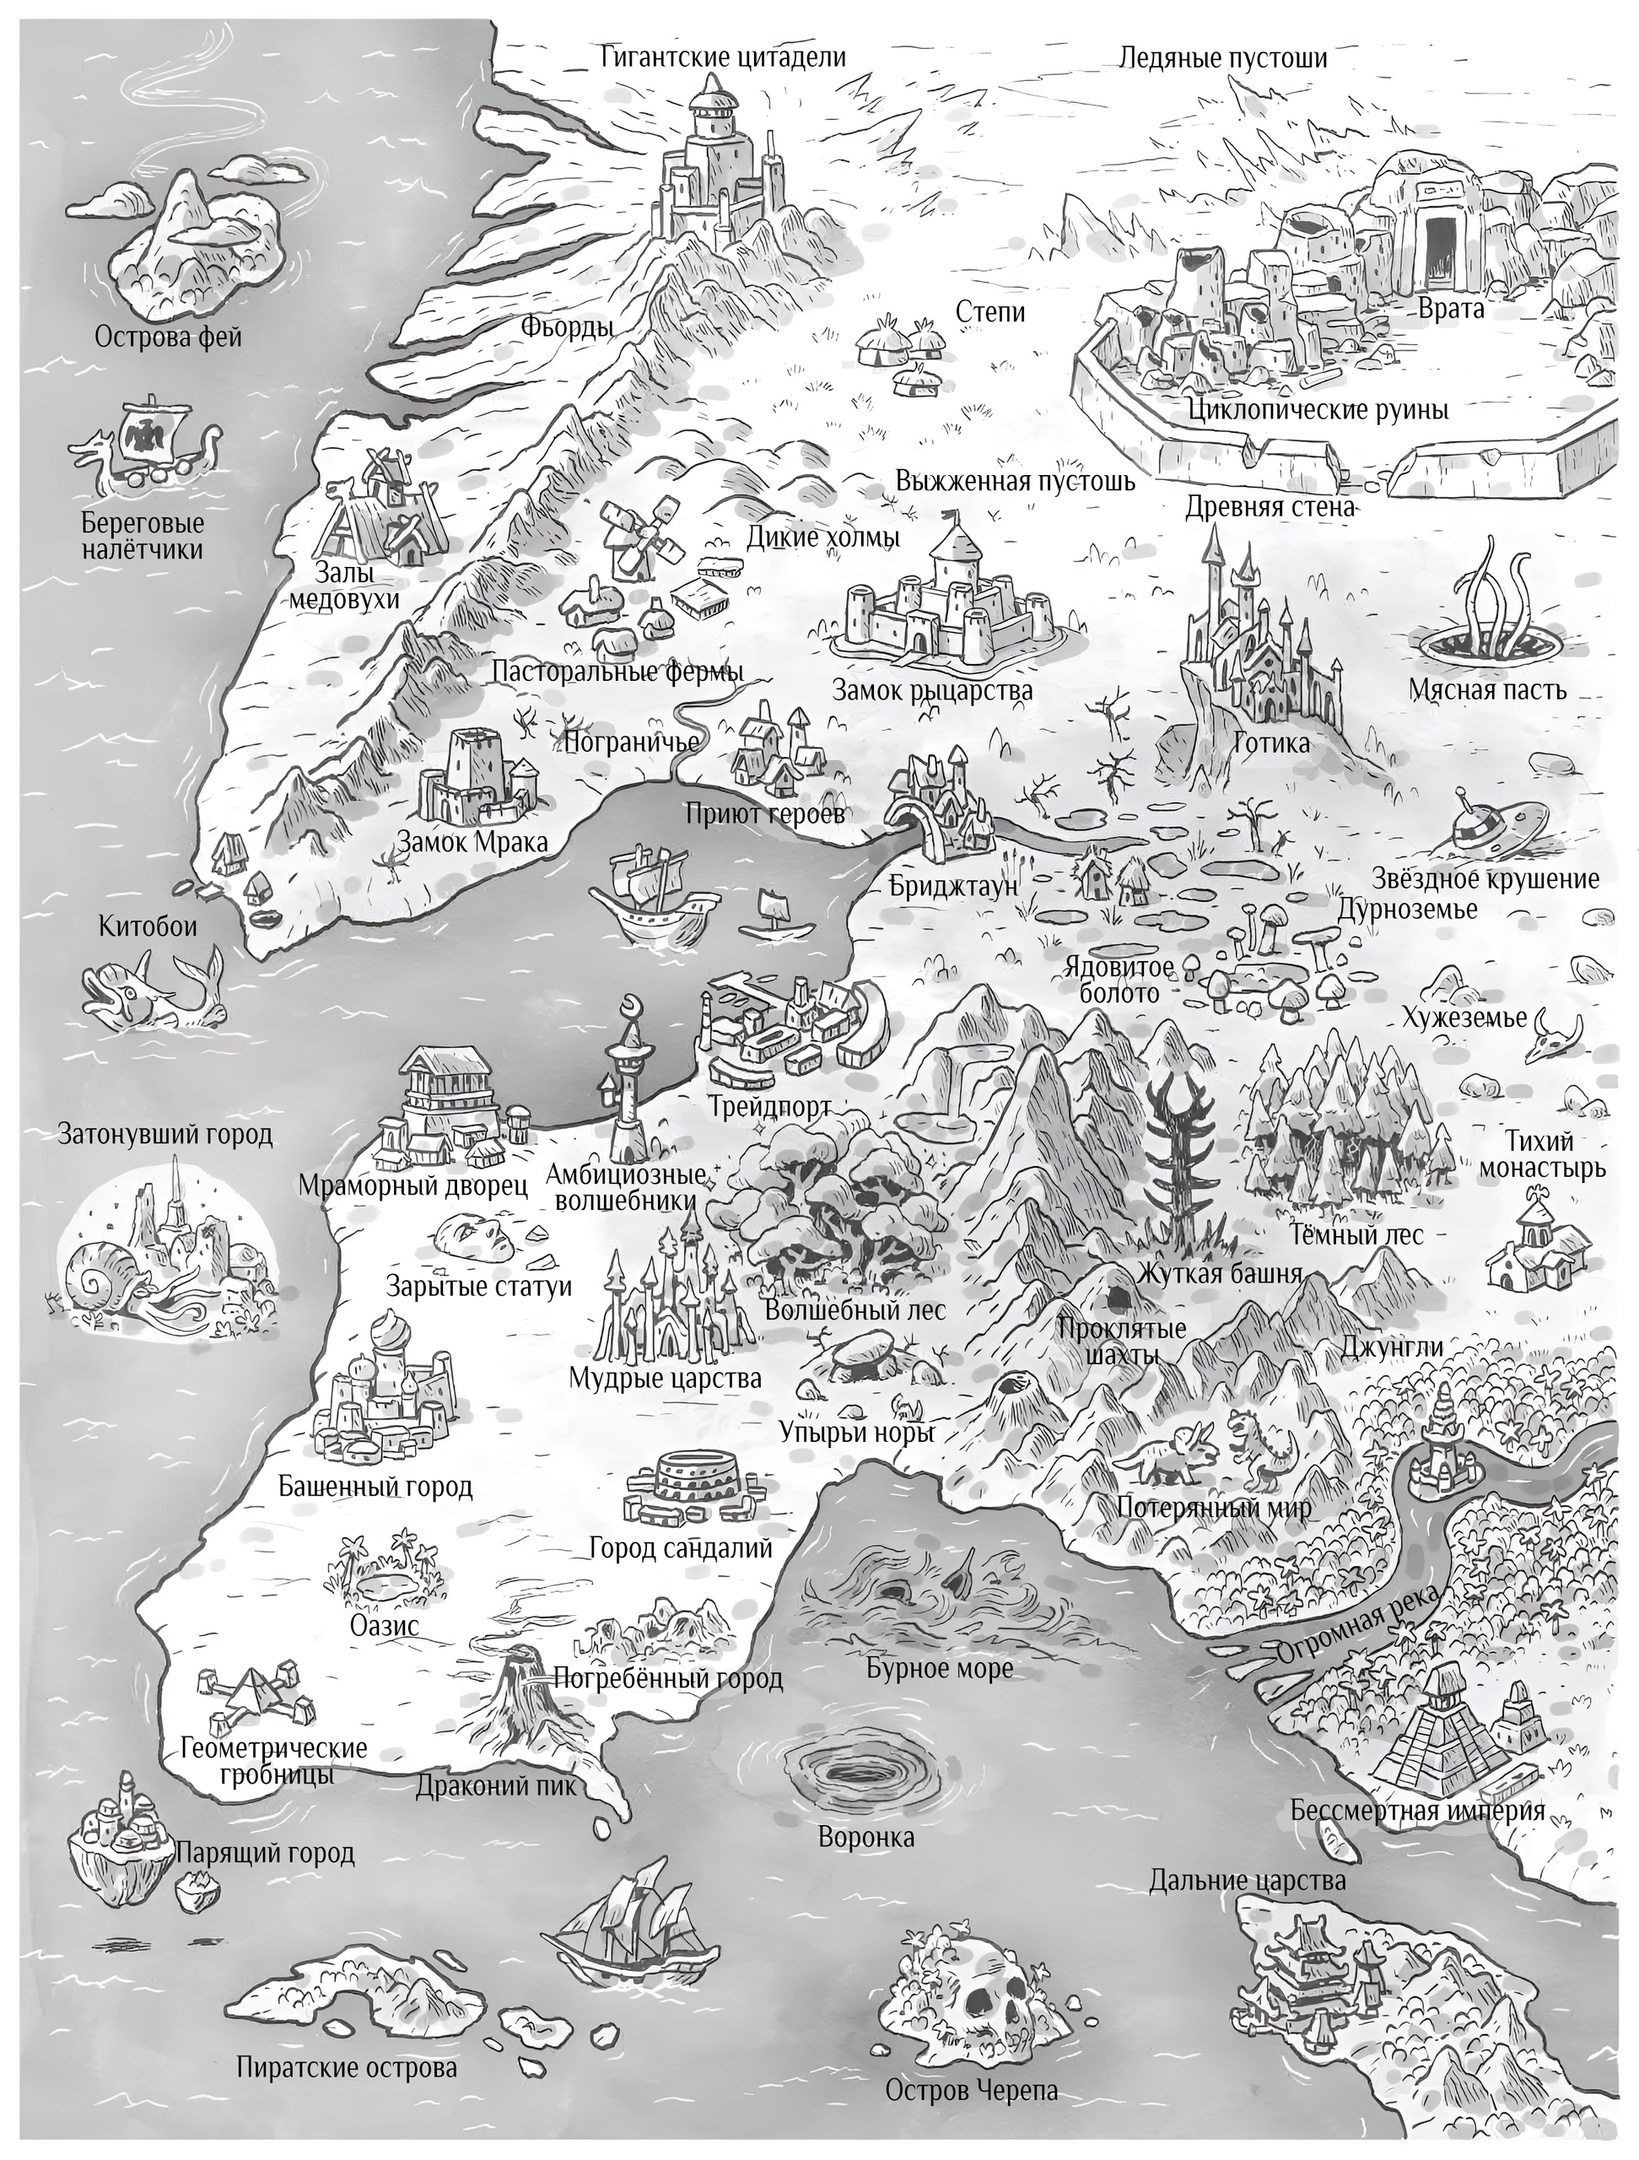 Гигантские цитадели
Ледяные пустоши
Острова фей
Фьорды
Степи
Врата
Циклопические руины
Выжженная пустошь
Древняя стена
Береговые
налётчики
Залы
медовухи
Дикие холмы
Пасторальные фермы
Замок рыцарства
Мясная пасть
Пограничье
Готика
Приют героев
Замок Мрака
Бриджтаун
Звёздное крушение
Дурноземье
Китобои
Ядовитое
болото
Хужеземье
Трейдпорт
Затонувший город
Тихий
монастырь
Мраморный дворец
Амбициозные
волшебники
Тёмный лес
Зарытые статуи
Жуткая башня
Волшебный лес
Проклятые
шахты
Джунгли
Мудрые царства
Упырьи норы
Башенный город
Потерянный мир
Город сандалий
Оазис
Огромная река
Погребённый город
Бурное море
Геометрические
гробницы
Драконий пик
Бессмертная империя
Воронка
Парящий город
Дальние царства
Пиратские острова
Остров Черепа